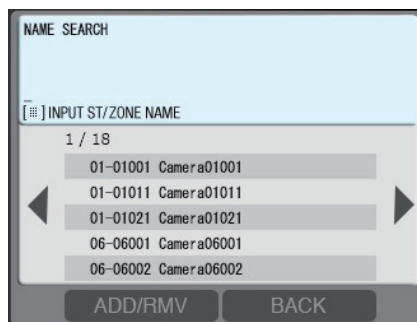 NAME SEARCH
[⁝⁝⁝] INPUT ST/ZONE NAME
1 / 18
01-01001 Camera01001
01-01011 Camera01011
01-01021 Camera01021
06-06001 Camera06001
06-06002 Camera06002
ADD/RMV BACK